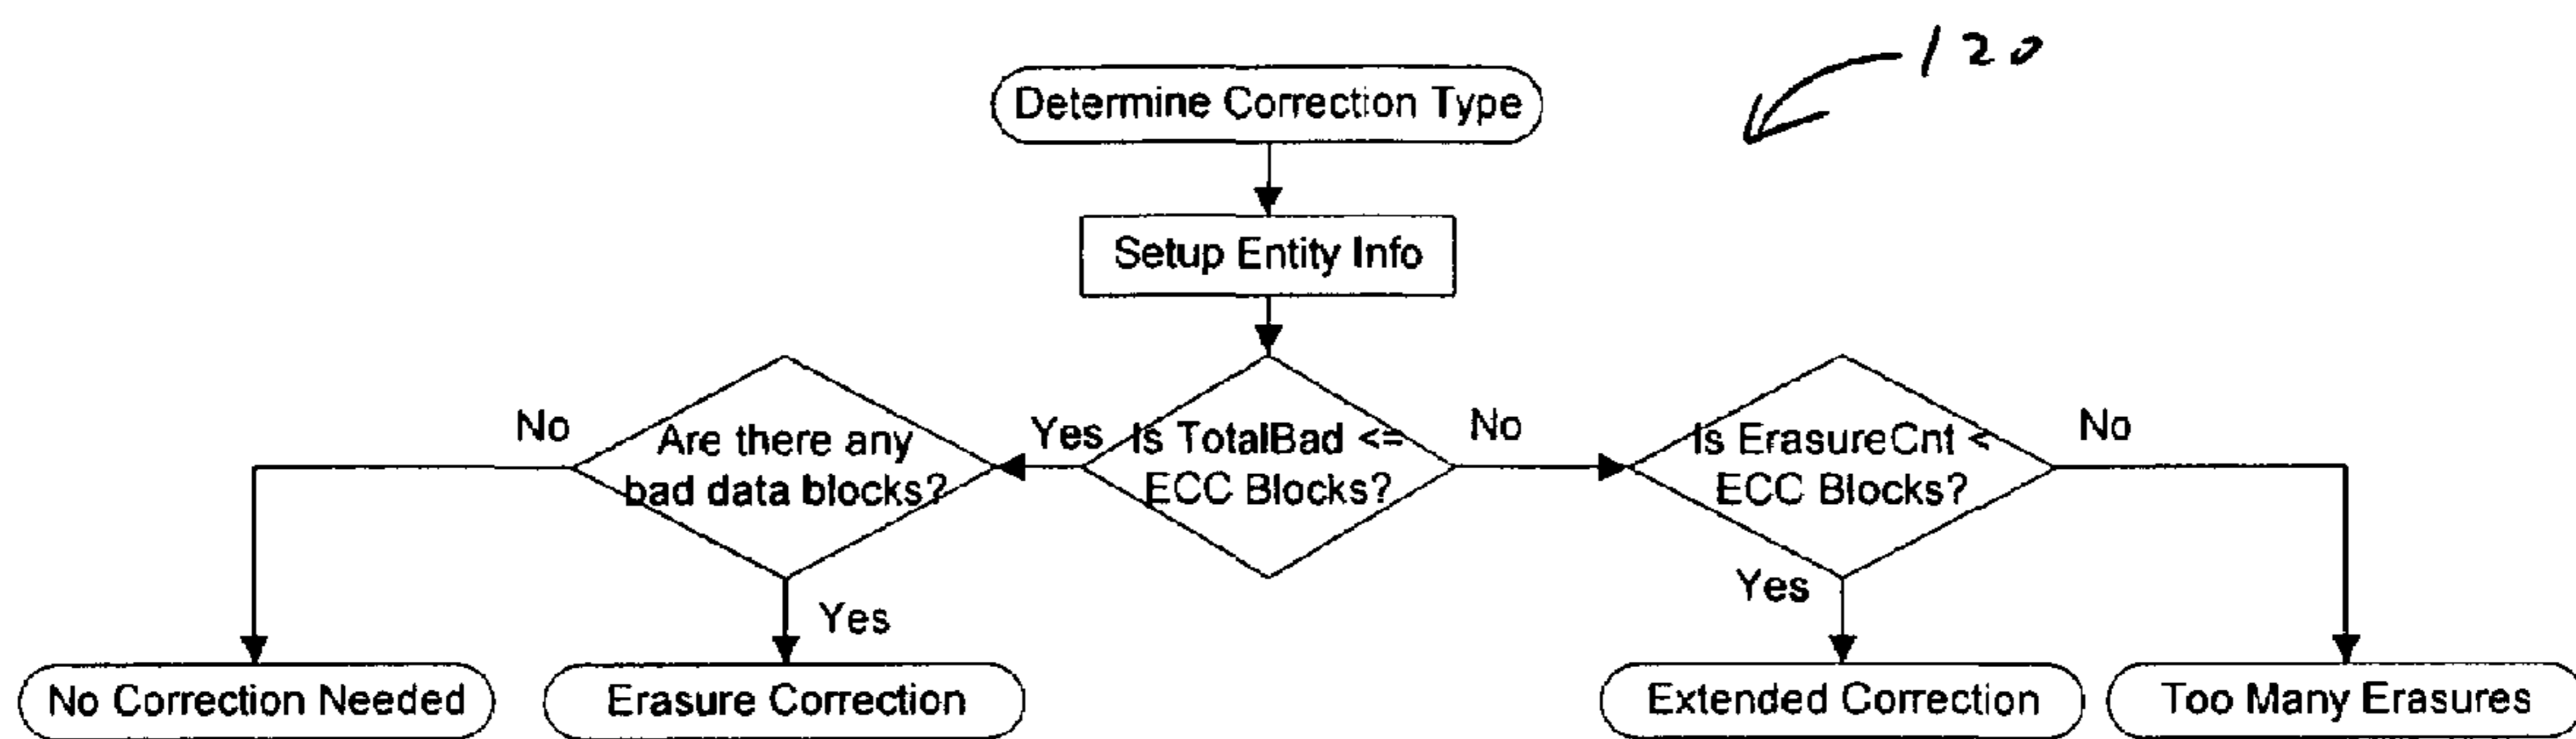 120
Determine Correction Type
Setup Entity Info
No
Are there any
bad data blocks?
Yes
Is TotalBad <=
ECC Blocks?
No
Is ErasureCnt <
ECC Blocks?
No
Yes
Yes
No Correction Needed
Erasure Correction
Extended Correction
Too Many Erasures